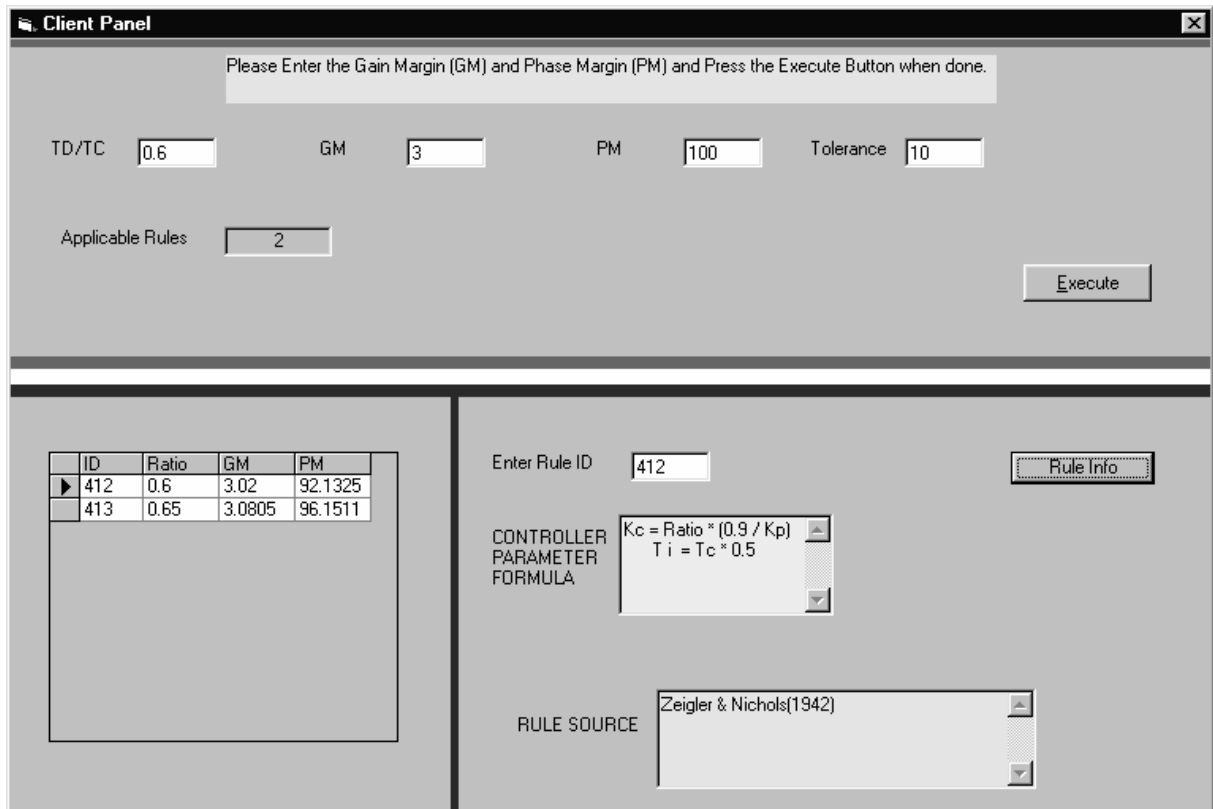 Client Panel
Please Enter the Gain Margin (GM) and Phase Margin (PM) and Press the Execute Button when done.
TD/TC 0.6 GM 3 PM 100 Tolerance 10
Applicable Rules 2
Execute
ID Ratio GM PM
412 0.6 3.02 92.1325
413 0.65 3.0805 96.1511
Enter Rule ID 412 Rule Info
CONTROLLER
PARAMETER
FORMULA
Kc = Ratio * (0.9 / Kp)
T i = Tc * 0.5
RULE SOURCE
Zeigler & Nichols(1942)